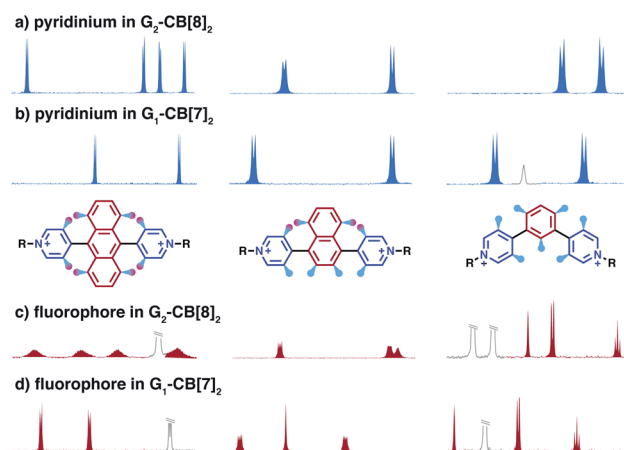 a) pyridinium in G2-CB[8]2
b) pyridinium in G1-CB[7]2
R-N+ N+-R R-N+ N+-R R N+ N+ R
c) fluorophore in G2-CB[8]2
d) fluorophore in G1-CB[7]2